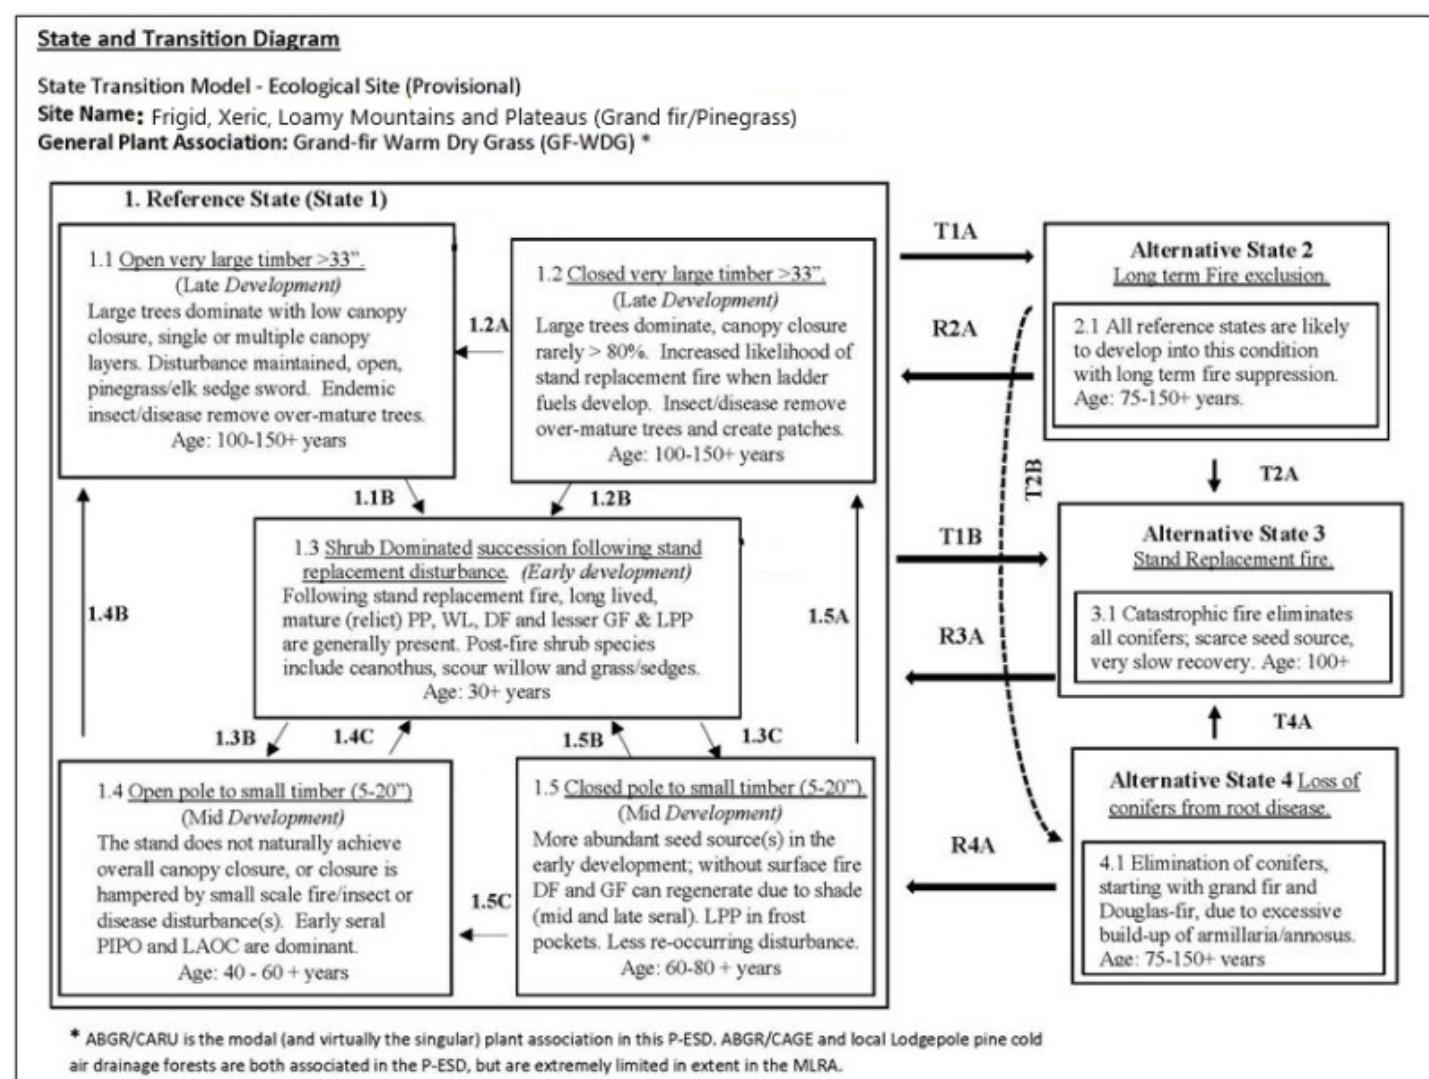 State and Transition Diagram
State Transition Model - Ecological Site (Provisional)
Site Name: Frigid, Xeric, Loamy Mountains and Plateaus (Grand fir/Pinegrass)
General Plant Association: Grand-fir Warm Dry Grass (GF-WDG) *
1. Reference State (State 1)
1.1 Open very large timber >33”.
(Late Development)
Large trees dominate with low canopy
closure, single or multiple canopy
layers. Disturbance maintained, open,
pinegrass/elk sedge sword. Endemic
insect/disease remove over-mature trees.
Age: 100-150+ years
1.2A
1.2 Closed very large timber >33”.
(Late Development)
Large trees dominate, canopy closure
rarely > 80%. Increased likelihood of
stand replacement fire when ladder
fuels develop. Insect/disease remove
over-mature trees and create patches.
Age: 100-150+ years
1.1B
1.2B
1.3 Shrub Dominated succession following stand
replacement disturbance. (Early development)
Following stand replacement fire, long lived,
mature (relict) PP, WL, DF and lesser GF & LPP
are generally present. Post-fire shrub species
include ceanothus, scour willow and grass/sedges.
Age: 30+ years
1.4B
1.5A
1.3B
1.4C
1.5B
1.3C
1.4 Open pole to small timber (5-20”)
(Mid Development)
The stand does not naturally achieve
overall canopy closure, or closure is
hampered by small scale fire/insect or
disease disturbance(s). Early seral
PIPO and LAOC are dominant.
Age: 40 - 60 + years
1.5C
1.5 Closed pole to small timber (5-20”).
(Mid Development)
More abundant seed source(s) in the
early development; without surface fire
DF and GF can regenerate due to shade
(mid and late seral). LPP in frost
pockets. Less re-occurring disturbance.
Age: 60-80 + years
T1A
R2A
T2B
T1B
R3A
R4A
Alternative State 2
Long term Fire exclusion.
2.1 All reference states are likely
to develop into this condition
with long term fire suppression.
Age: 75-150+ years.
T2A
Alternative State 3
Stand Replacement fire.
3.1 Catastrophic fire eliminates
all conifers; scarce seed source,
very slow recovery. Age: 100+
T4A
Alternative State 4 Loss of
conifers from root disease.
4.1 Elimination of conifers,
starting with grand fir and
Douglas-fir, due to excessive
build-up of armillaria/annosus.
Age: 75-150+ years
* ABGR/CARU is the modal (and virtually the singular) plant association in this P-ESD. ABGR/CAGE and local Lodgepole pine cold
air drainage forests are both associated in the P-ESD, but are extremely limited in extent in the MLRA.